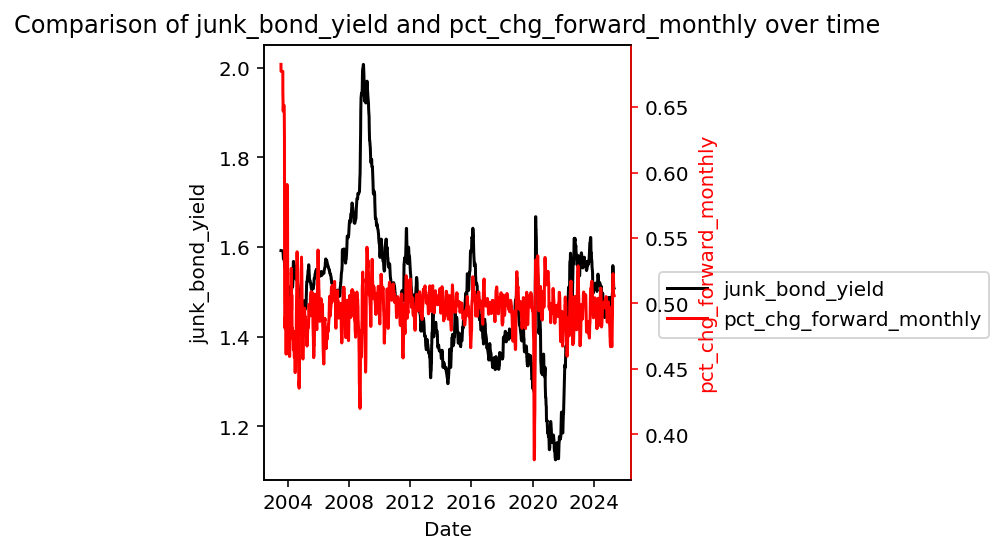 Comparison of junk_bond_yield and pct_chg_forward_monthly over time
junk_bond_yield
2.0
1.8
1.6
1.4
1.2
0.65
0.60
0.55
0.50
0.45
0.40
pct_chg_forward_monthly
junk_bond_yield
pct_chg_forward_monthly
2004 2008 2012 2016 2020 2024
Date